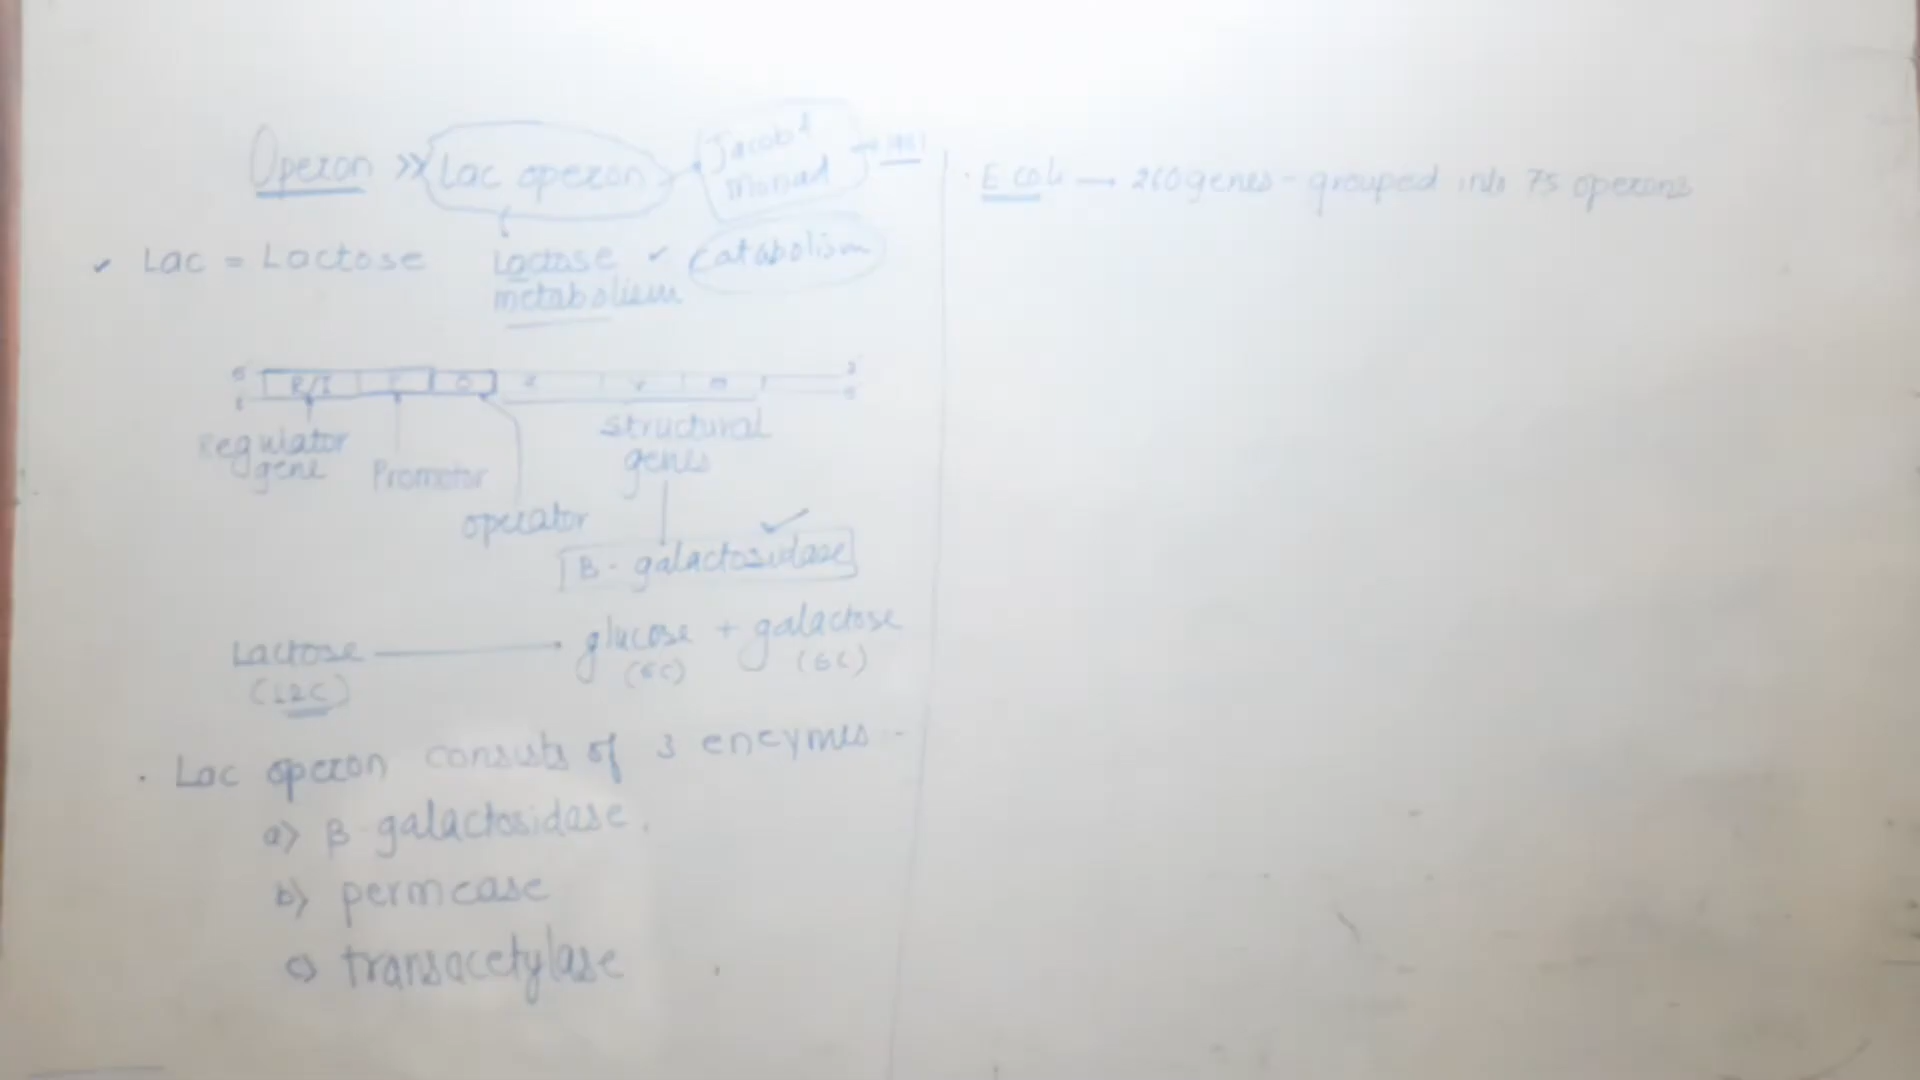 Operon >> Lac operon
Jacob &
Monad
1961
✓ Lac = Lactose
Lactose
metabolism
✓ Catabolism
R/I P O
Regulator
gene
Promotor
operator
structural
genes
B - galactosidase
Lactose → glucose + galactose
(12C) (6C) (6C)
. Lac operon consists of 3 enzymes -
a) β galactosidase.
b) permease
c) transacetylase
. E coli → 260 genes - grouped into 75 operons